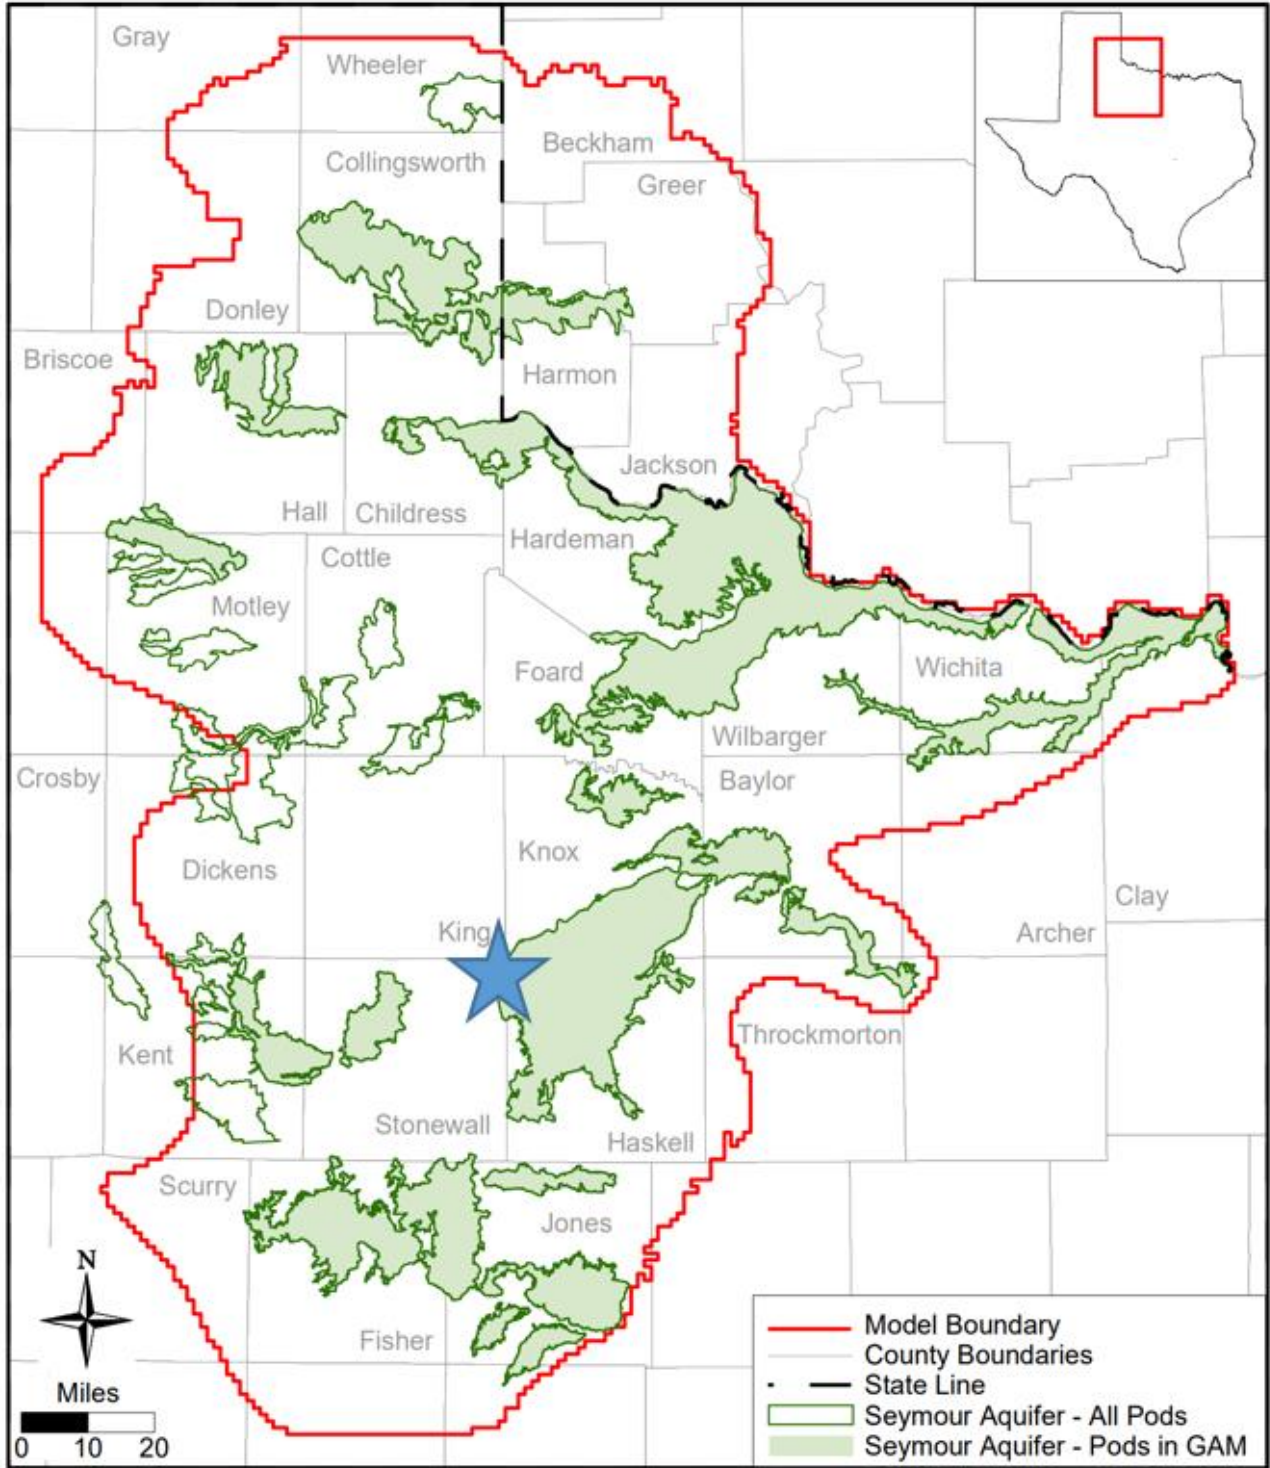 Gray
Wheeler
Beckham
Collingsworth
Greer
Donley
Briscoe
Harmon
Jackson
Hall
Childress
Hardeman
Cottle
Motley
Wichita
Foard
Wilbarger
Crosby
Baylor
Knox
Dickens
Clay
King
Archer
Throckmorton
Kent
Stonewall
Haskell
Scurry
Jones
N
Fisher
Miles
0 10 20
Model Boundary
County Boundaries
State Line
Seymour Aquifer - All Pods
Seymour Aquifer - Pods in GAM